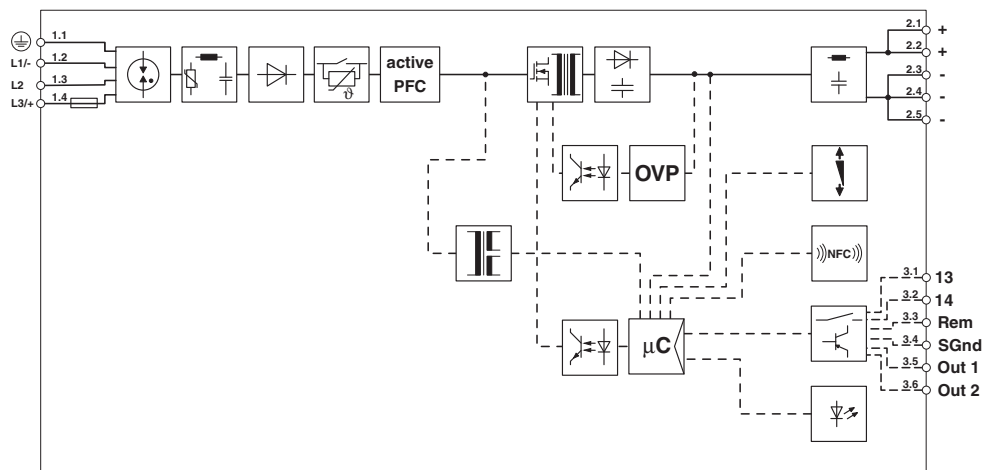 1.1
L1/- 1.2
L2 1.3
L3/+ 1.4
ϑ
active
PFC
2.1 +
2.2 +
2.3 -
2.4 -
2.5 -
OVP
NFC
μC
3.1 13
3.2 14
3.3 Rem
3.4 SGnd
3.5 Out 1
3.6 Out 2